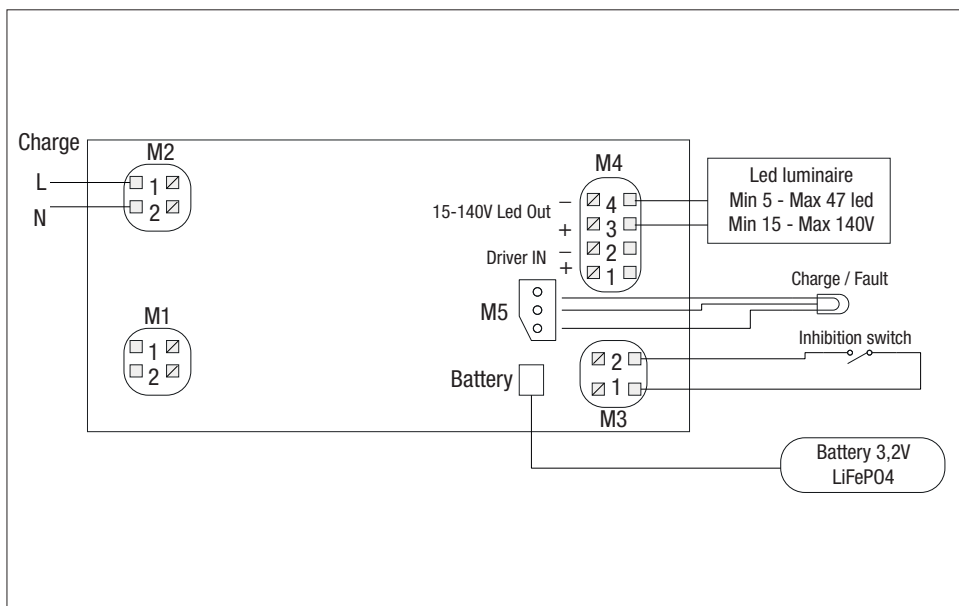 Charge
L
N
M2
1
2
M1
1
2
M4
15-140V Led Out
− 4
+ 3
Driver IN
− 2
+ 1
Led luminaire
Min 5 - Max 47 led
Min 15 - Max 140V
M5
Charge / Fault
Inhibition switch
2
1
M3
Battery
Battery 3,2V
LiFePO4